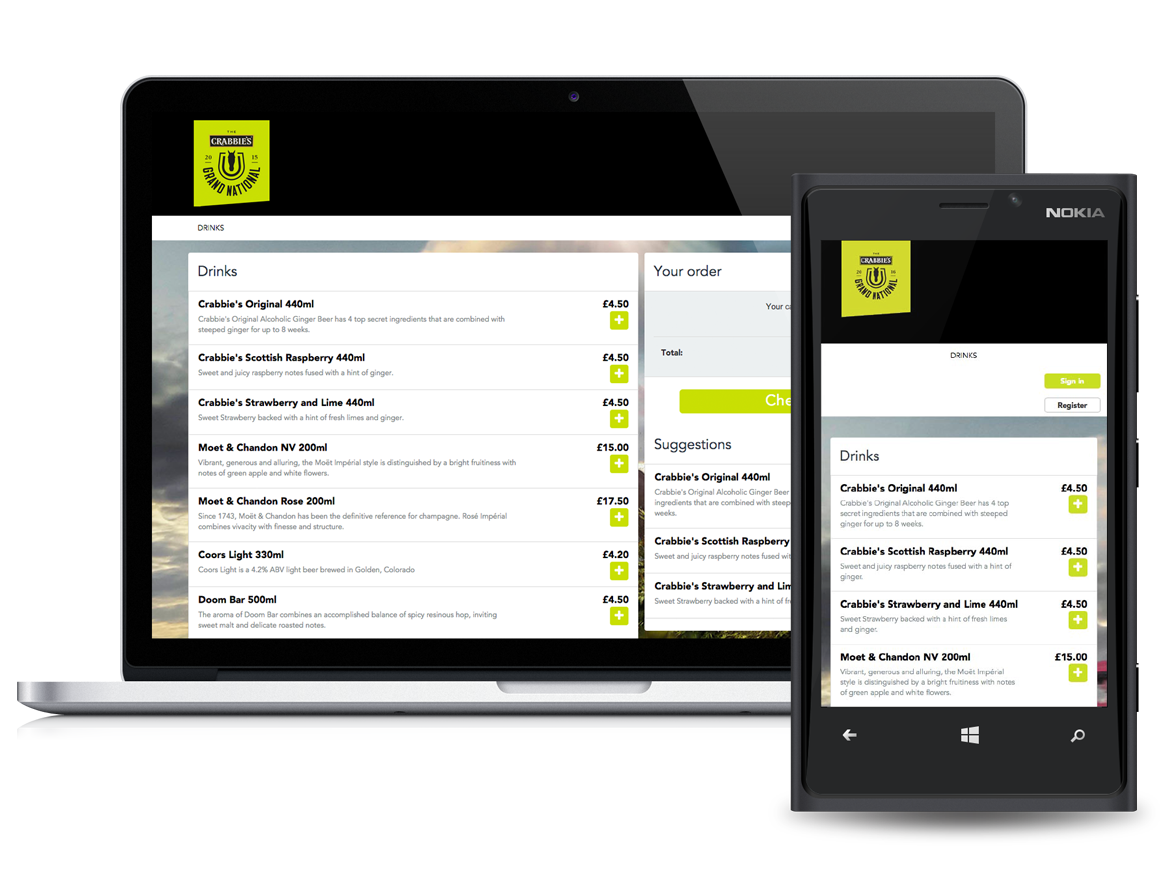 THE
CRABBIE'S
20 15
GRAND NATIONAL
DRINKS
Drinks
Crabbie's Original 440ml £4.50
Crabbie's Original Alcoholic Ginger Beer has 4 top secret ingredients that are combined with
steeped ginger for up to 8 weeks.
Crabbie's Scottish Raspberry 440ml £4.50
Sweet and juicy raspberry notes fused with a hint of ginger.
Crabbie's Strawberry and Lime 440ml £4.50
Sweet Strawberry backed with a hint of fresh limes and ginger.
Moet & Chandon NV 200ml £15.00
Vibrant, generous and alluring, the Moët Impérial style is distinguished by a bright fruitiness with
notes of green apple and white flowers.
Moet & Chandon Rose 200ml £17.50
Since 1743, Moët & Chandon has been the definitive reference for champagne. Rosé Impérial
combines vivacity with finesse and structure.
Coors Light 330ml £4.20
Coors Light is a 4.2% ABV light beer brewed in Golden, Colorado
Doom Bar 500ml £4.50
The aroma of Doom Bar combines an accomplished balance of spicy resinous hop, inviting
sweet malt and delicate roasted notes.
Your order
Your ca
Total:
Che
Suggestions
Crabbie's Original 440ml
Crabbie's Original Alcoholic Ginger Beer
ingredients that are combined with steep
weeks.
Crabbie's Scottish Raspberry
Sweet and juicy raspberry notes fused wit
Crabbie's Strawberry and Lim
Sweet Strawberry backed with a hint of fr
NOKIA
THE
CRABBIE'S
GRAND NATIONAL
DRINKS
Sign in
Register
Drinks
Crabbie's Original 440ml £4.50
Crabbie's Original Alcoholic Ginger Beer has 4 top
secret ingredients that are combined with steeped
ginger for up to 8 weeks.
Crabbie's Scottish Raspberry 440ml £4.50
Sweet and juicy raspberry notes fused with a hint of
ginger.
Crabbie's Strawberry and Lime 440ml £4.50
Sweet Strawberry backed with a hint of fresh limes
and ginger.
Moet & Chandon NV 200ml £15.00
Vibrant, generous and alluring, the Moët Impérial
style is distinguished by a bright fruitiness with notes
of green apple and white flowers.